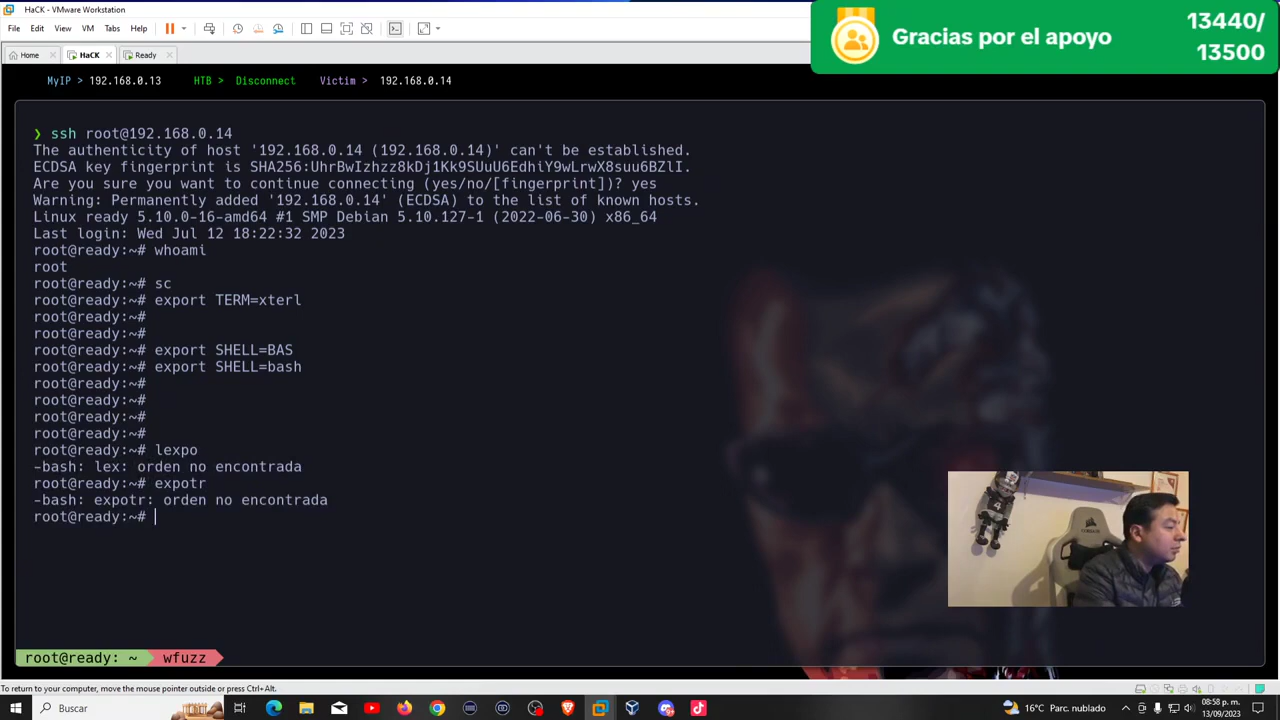 HaCK - VMware Workstation
File Edit View VM Tabs Help
Home HaCK Ready
Gracias por el apoyo
13440/
13500
MyIP > 192.168.0.13 HTB > Disconnect Victim > 192.168.0.14
❯ ssh root@192.168.0.14
The authenticity of host '192.168.0.14 (192.168.0.14)' can't be established.
ECDSA key fingerprint is SHA256:UhrBwIzhzz8kDj1Kk9SUuU6EdhiY9wLrwX8suu6BZlI.
Are you sure you want to continue connecting (yes/no/[fingerprint])? yes
Warning: Permanently added '192.168.0.14' (ECDSA) to the list of known hosts.
Linux ready 5.10.0-16-amd64 #1 SMP Debian 5.10.127-1 (2022-06-30) x86_64
Last login: Wed Jul 12 18:22:32 2023
root@ready:~# whoami
root
root@ready:~# sc
root@ready:~# export TERM=xterl
root@ready:~#
root@ready:~#
root@ready:~# export SHELL=BAS
root@ready:~# export SHELL=bash
root@ready:~#
root@ready:~#
root@ready:~#
root@ready:~#
root@ready:~# lexpo
-bash: lex: orden no encontrada
root@ready:~# expotr
-bash: expotr: orden no encontrada
root@ready:~#
root@ready: ~ wfuzz
To return to your computer, move the mouse pointer outside or press Ctrl+Alt.
Buscar
16°C Parc. nublado
08:58 p. m.
13/09/2023